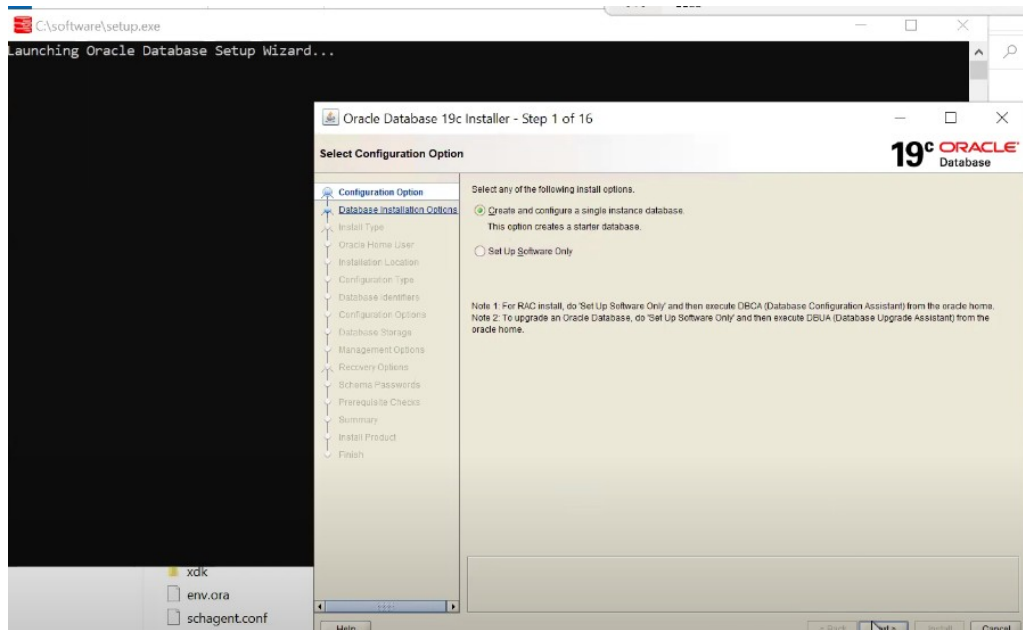 C:\software\setup.exe
Launching Oracle Database Setup Wizard...
Oracle Database 19c Installer - Step 1 of 16
Select Configuration Option
19c ORACLE
Database
Configuration Option
Database Installation Options
Install Type
Oracle Home User
Installation Location
Configuration Type
Database Identifiers
Configuration Options
Database Storage
Management Options
Recovery Options
Schema Passwords
Prerequisite Checks
Summary
Install Product
Finish
Select any of the following install options.
Create and configure a single instance database.
This option creates a starter database.
Set Up Software Only
Note 1: For RAC install, do 'Set Up Software Only' and then execute DBCA (Database Configuration Assistant) from the oracle home.
Note 2: To upgrade an Oracle Database, do 'Set Up Software Only' and then execute DBUA (Database Upgrade Assistant) from the
oracle home.
xdk
env.ora
schagent.conf
Help
< Back
Install
Cancel